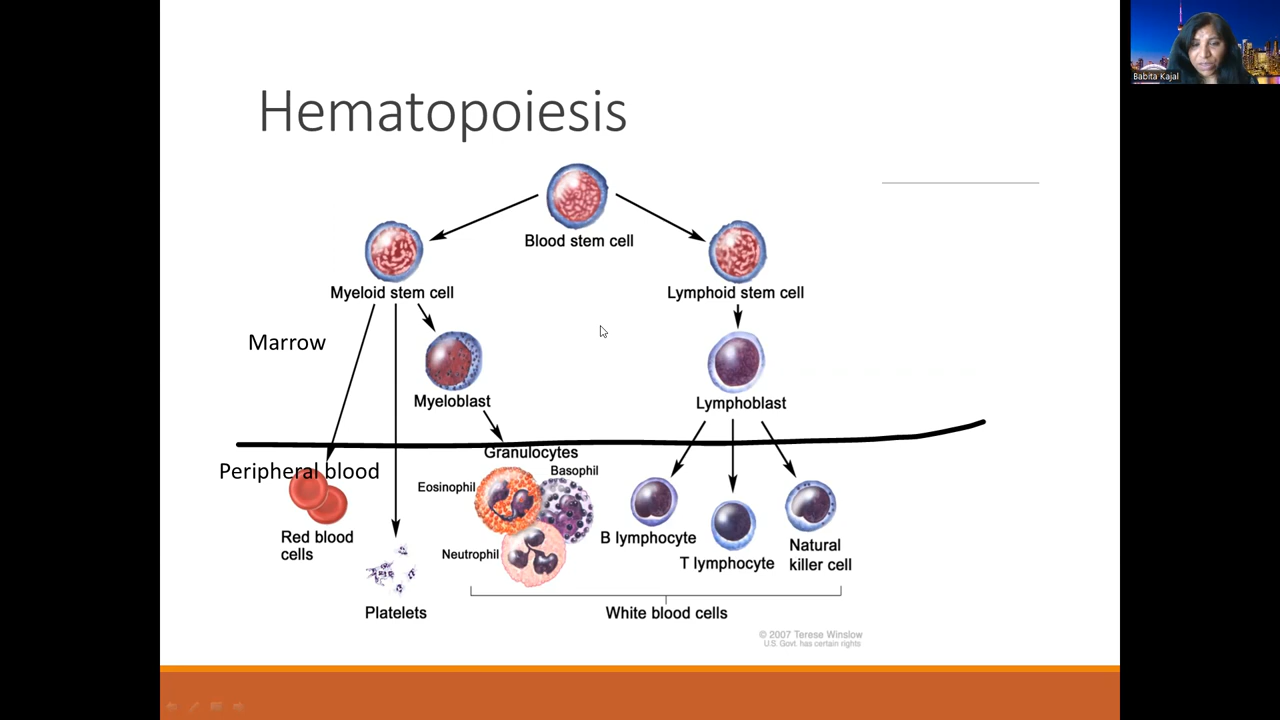 Babita Kajal
Hematopoiesis
Blood stem cell
Myeloid stem cell
Lymphoid stem cell
Marrow
Myeloblast
Lymphoblast
Peripheral blood
Granulocytes
Basophil
Eosinophil
Neutrophil
Red blood
cells
B lymphocyte
T lymphocyte
Natural
killer cell
Platelets
White blood cells
© 2007 Terese Winslow
U.S. Govt. has certain rights